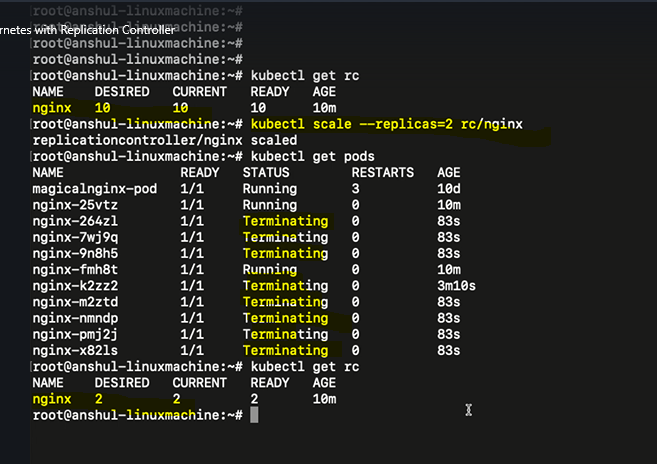 root@anshul-linuxmachine:~#
root@anshul-linuxmachine:~#
rnetes with Replication Controller
root@anshul-linuxmachine:~#
root@anshul-linuxmachine:~#
root@anshul-linuxmachine:~# kubectl get rc
NAME DESIRED CURRENT READY AGE
nginx 10 10 10 10m
root@anshul-linuxmachine:~# kubectl scale --replicas=2 rc/nginx
replicationcontroller/nginx scaled
root@anshul-linuxmachine:~# kubectl get pods
NAME READY STATUS RESTARTS AGE
magicalnginx-pod 1/1 Running 3 10d
nginx-25vtz 1/1 Running 0 10m
nginx-264zl 1/1 Terminating 0 83s
nginx-7wj9q 1/1 Terminating 0 83s
nginx-9n8h5 1/1 Terminating 0 83s
nginx-fmh8t 1/1 Running 0 10m
nginx-k2zz2 1/1 Terminating 0 3m10s
nginx-m2ztd 1/1 Terminating 0 83s
nginx-nmndp 1/1 Terminating 0 83s
nginx-pmj2j 1/1 Terminating 0 83s
nginx-x82ls 1/1 Terminating 0 83s
root@anshul-linuxmachine:~# kubectl get rc
NAME DESIRED CURRENT READY AGE
nginx 2 2 2 10m
root@anshul-linuxmachine:~#